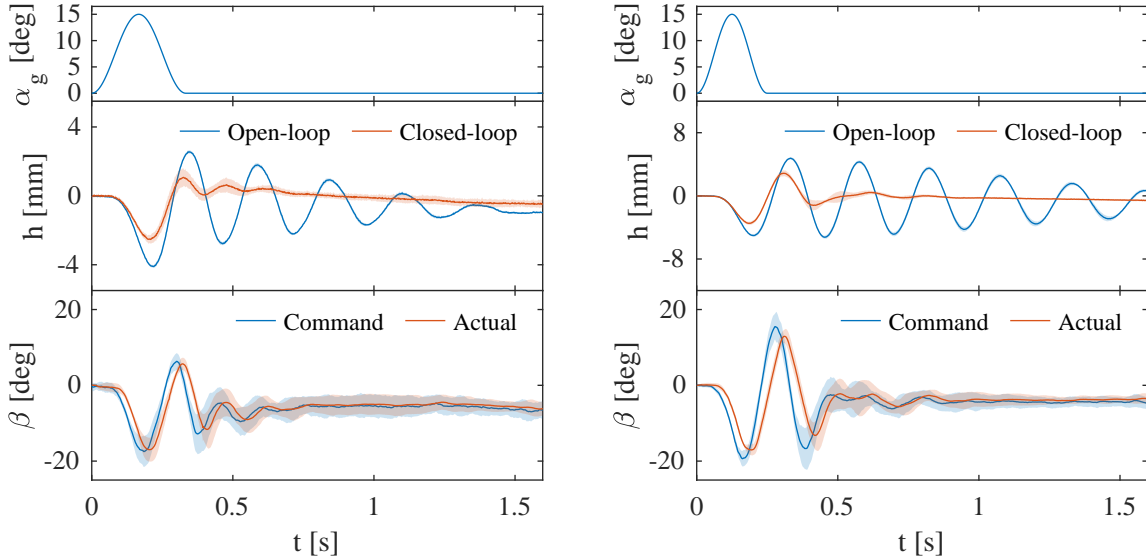 15
10
5
0
α g [deg]
Open-loop Closed-loop
4
0
-4
h [mm]
Command Actual
20
0
-20
β [deg]
0 0.5 1 1.5
t [s]
15
10
5
0
α g [deg]
Open-loop Closed-loop
8
0
-8
h [mm]
Command Actual
20
0
-20
β [deg]
0 0.5 1 1.5
t [s]